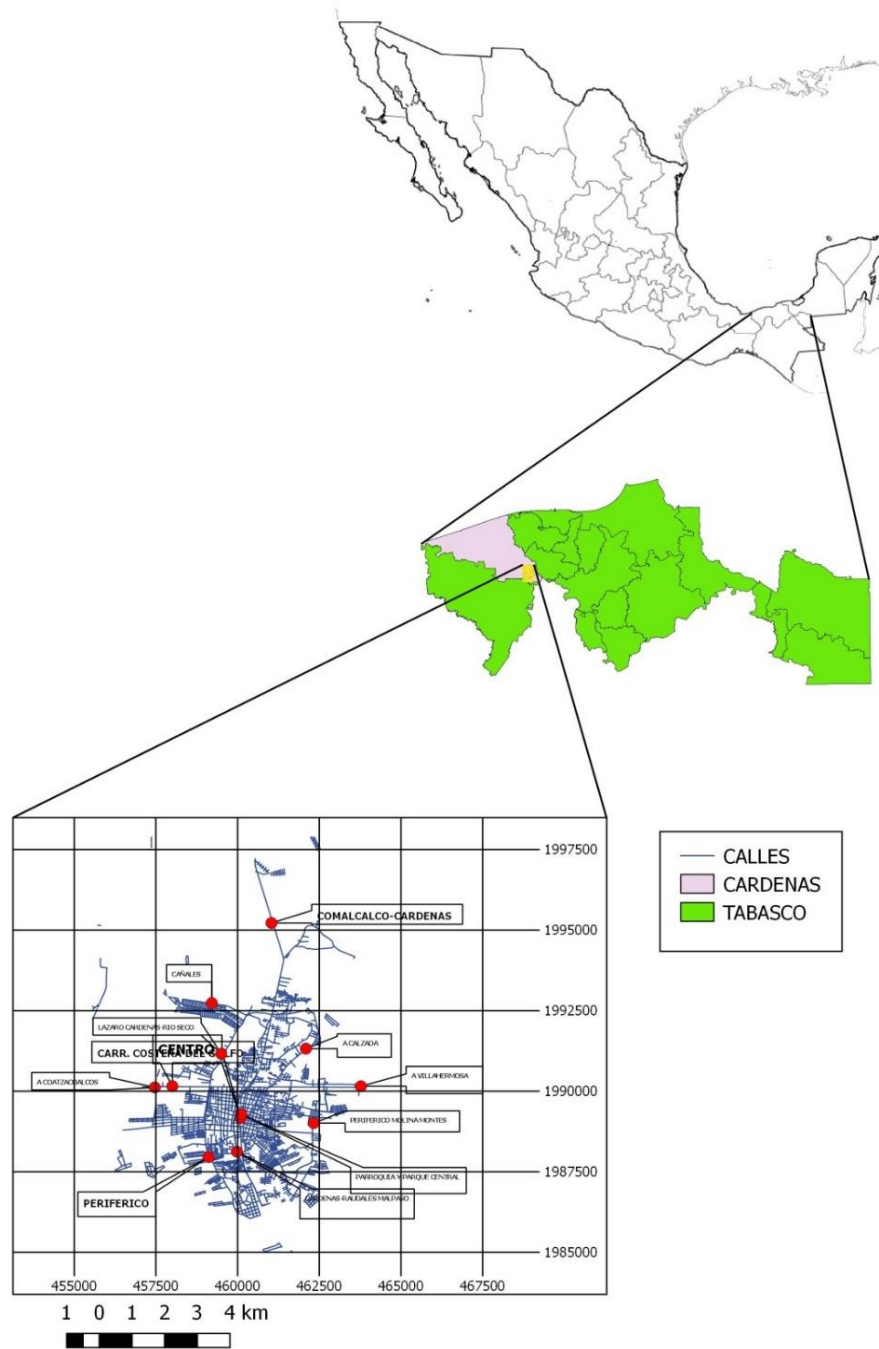 CALLES
CARDENAS
TABASCO
1997500
COMALCALCO-CARDENAS
1995000
CAÑALES
1992500
LAZARO CARDENAS-RIO SECO
CENTRO
A CALZADA
CARR. COSTERA DEL GOLFO
A COATZAOALCOS
A VILLAHERMOSA
1990000
PERIFERICO MOLINA MONTES
PARROQUIA Y PARQUE CENTRAL
1987500
PERIFERICO
RAUDALES MALPASO
1985000
455000 457500 460000 462500 465000 467500
1 0 1 2 3 4 km